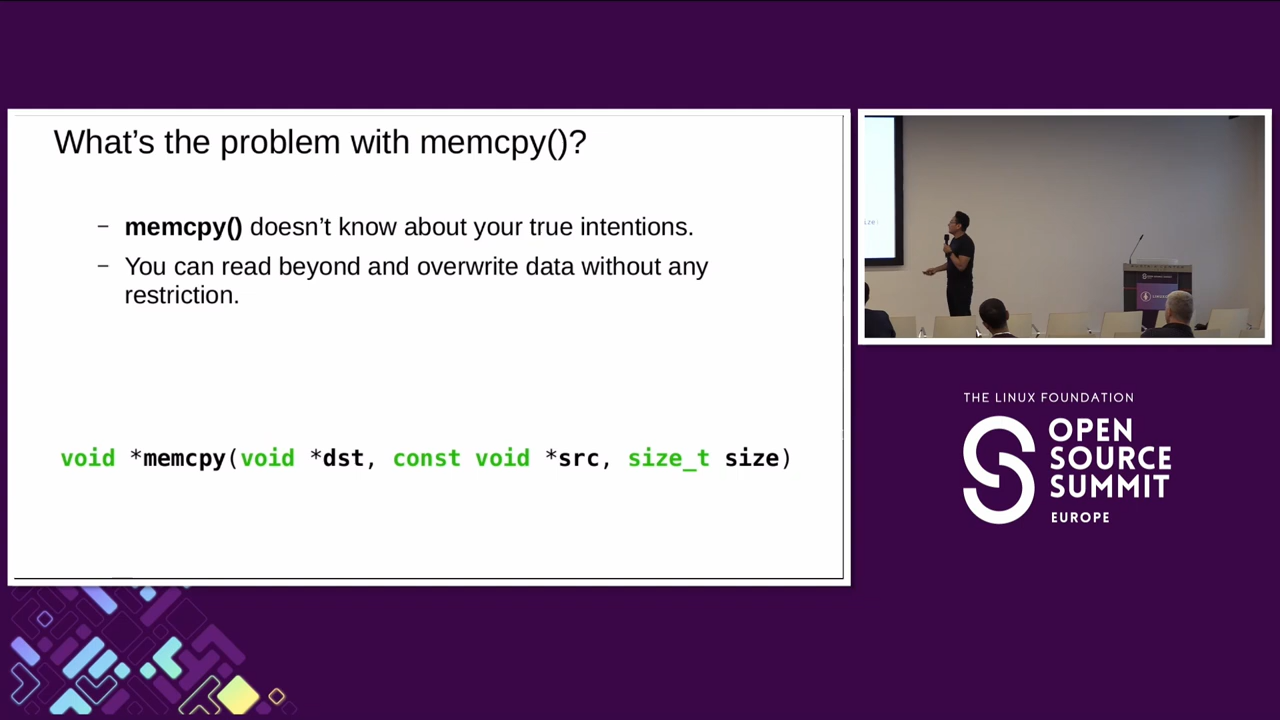 What’s the problem with memcpy()?
– memcpy() doesn’t know about your true intentions.
– You can read beyond and overwrite data without any
restriction.
void *memcpy(void *dst, const void *src, size_t size)
THE LINUX FOUNDATION
OPEN
SOURCE
SUMMIT
EUROPE